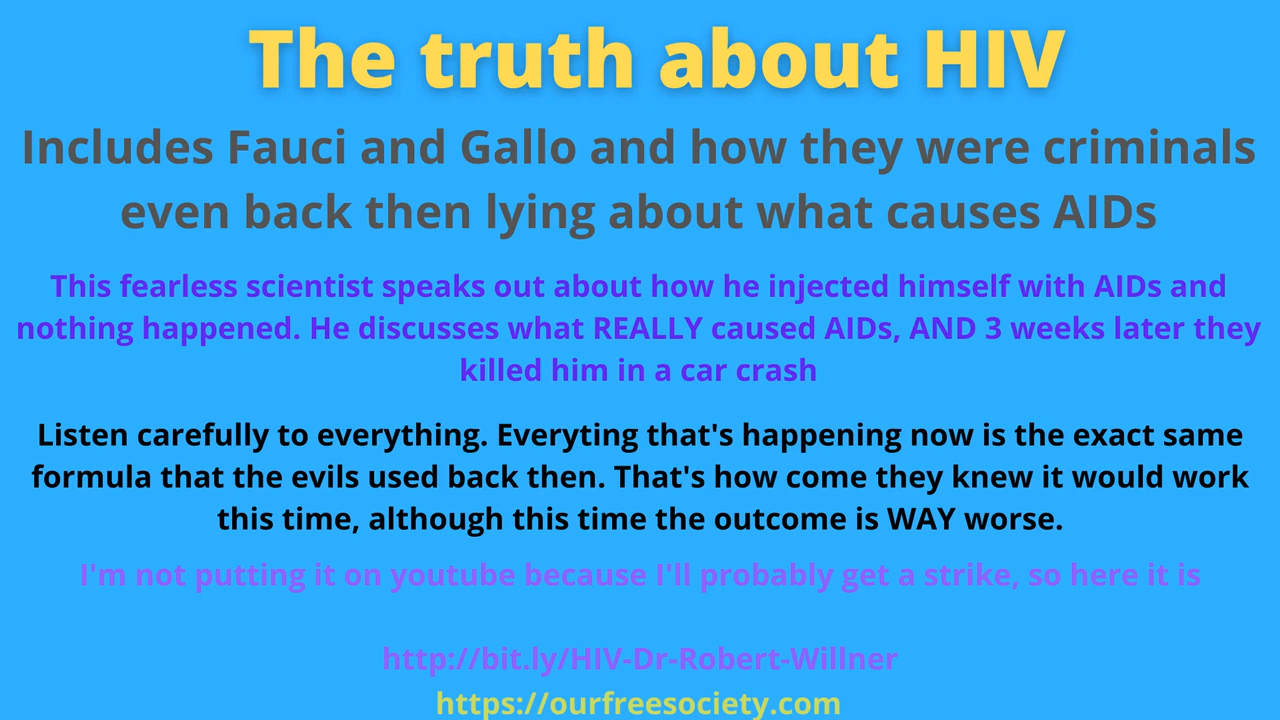 The truth about HIV
Includes Fauci and Gallo and how they were criminals
even back then lying about what causes AIDs
This fearless scientist speaks out about how he injected himself with AIDs and
nothing happened. He discusses what REALLY caused AIDs, AND 3 weeks later they
killed him in a car crash
Listen carefully to everything. Everyting that's happening now is the exact same
formula that the evils used back then. That's how come they knew it would work
this time, although this time the outcome is WAY worse.
I'm not putting it on youtube because I'll probably get a strike, so here it is
http://bit.ly/HIV-Dr-Robert-Willner
https://ourfreesociety.com